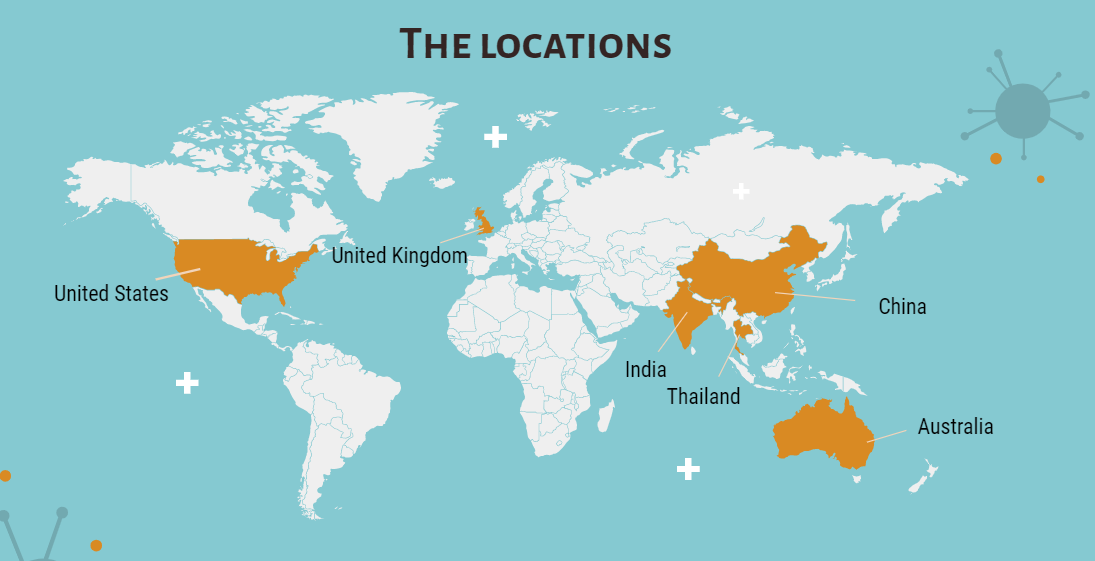 THE LOCATIONS
United Kingdom
United States
China
India
Thailand
Australia